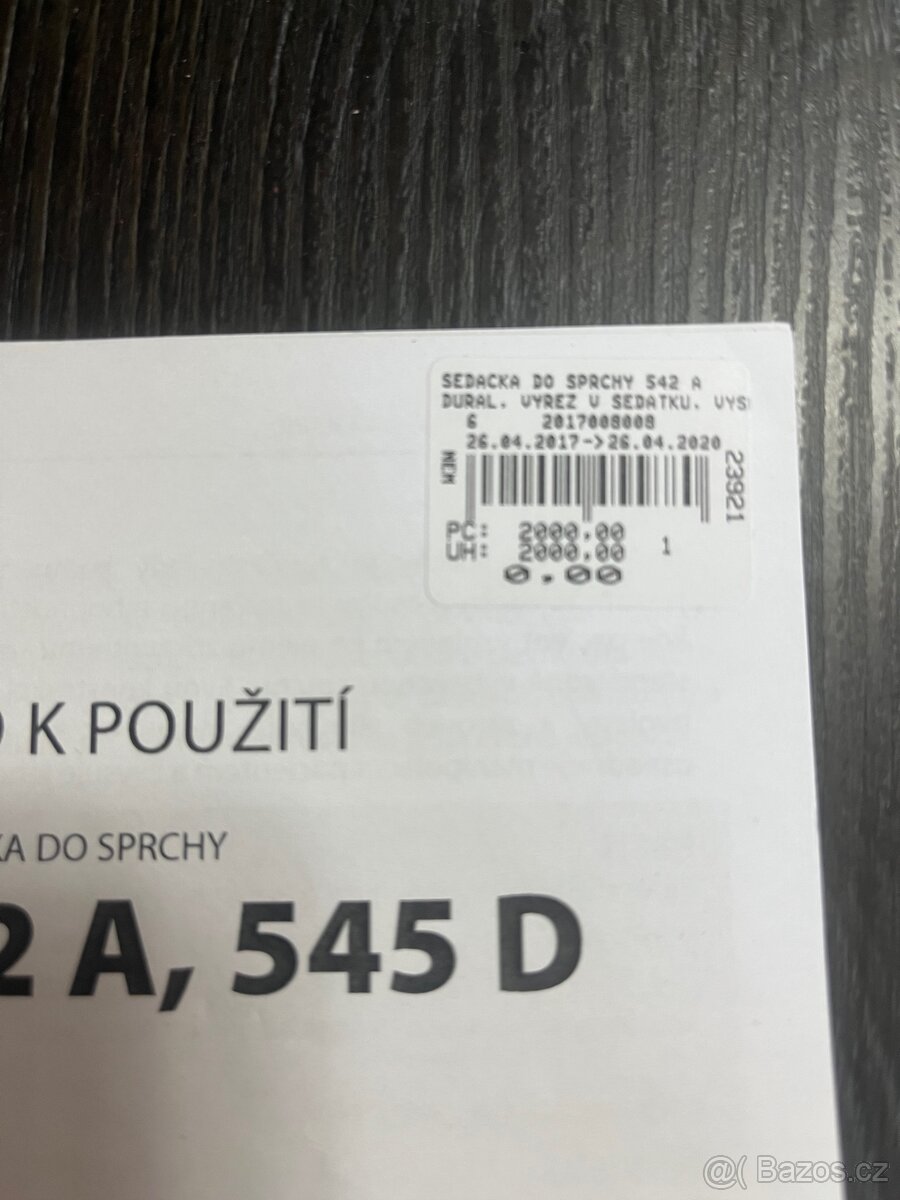 SEDACKA DO SPRCHY 542 A
DURAL. VYREZ V SEDATKU. VYS
6 2017008008
26.04.2017->26.04.2020
NEM
23921
PC: 2000.00
UH: 2000.00 1
0.00
K POUŽITÍ
KA DO SPRCHY
2 A, 545 D
@( Bazos.cz